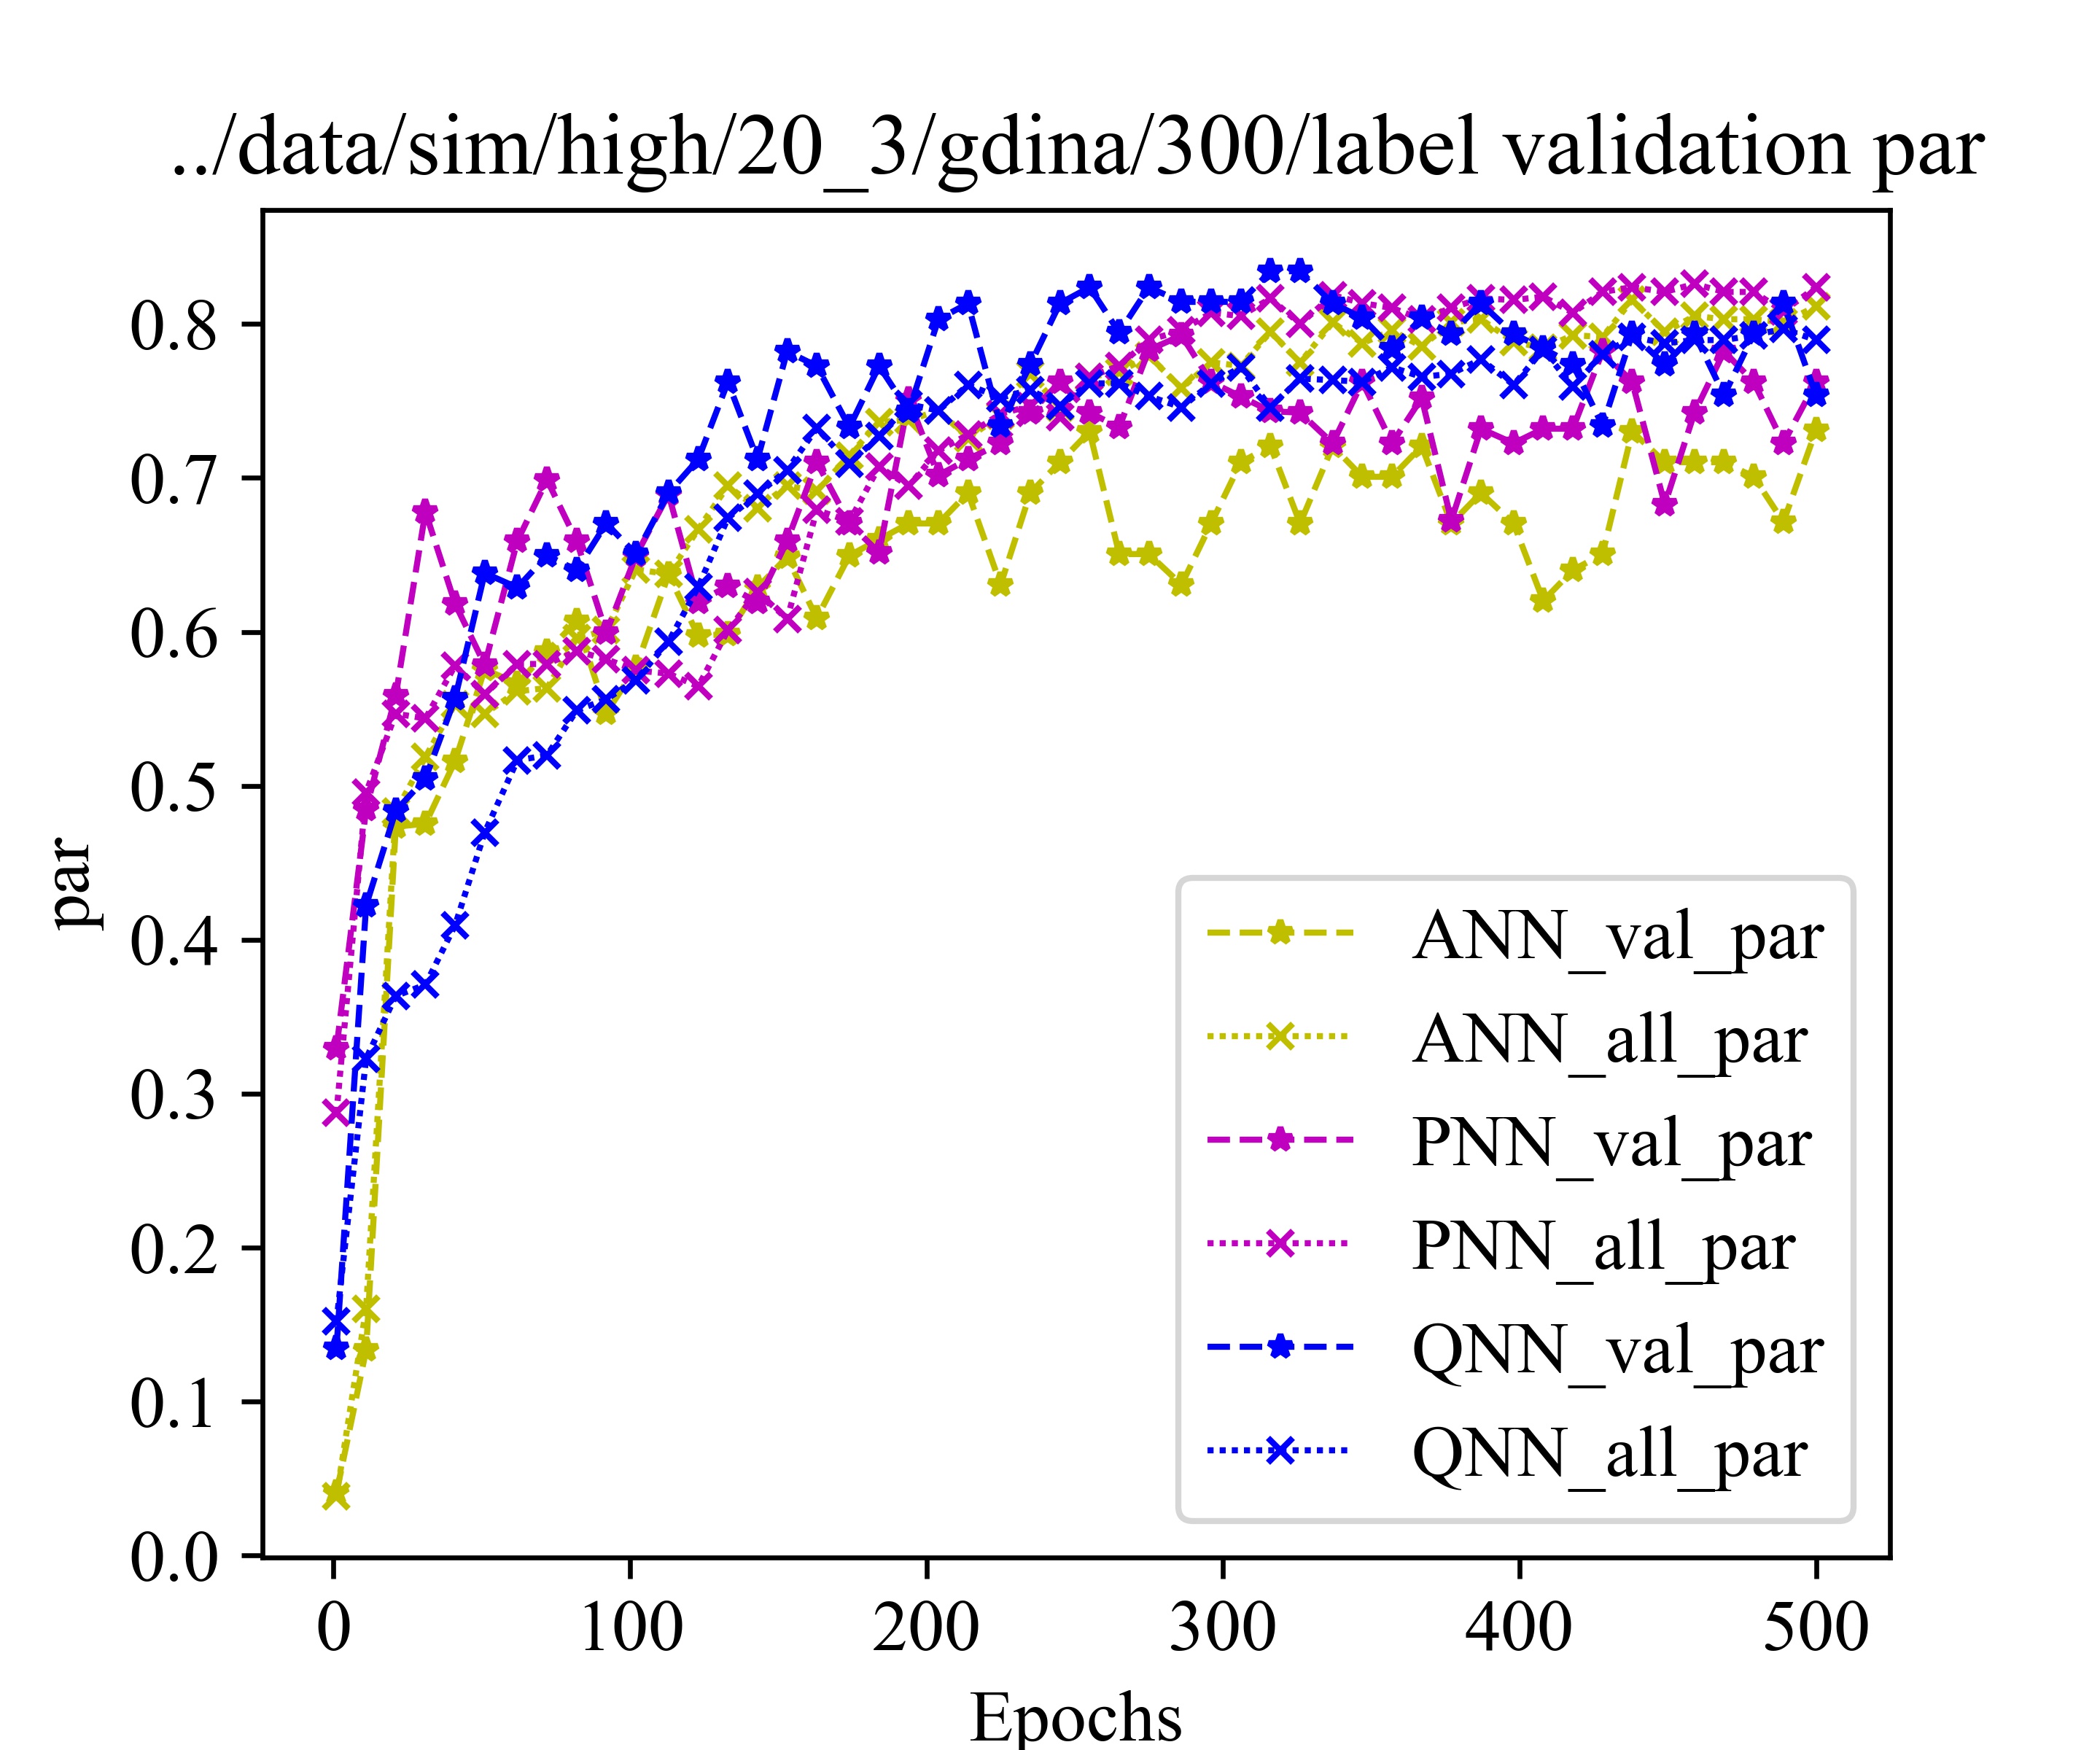 ../data/sim/high/20_3/gdina/300/label validation par
par
0.8
0.7
0.6
0.5
0.4
0.3
0.2
0.1
0.0
ANN_val_par
ANN_all_par
PNN_val_par
PNN_all_par
QNN_val_par
QNN_all_par
0 100 200 300 400 500
Epochs